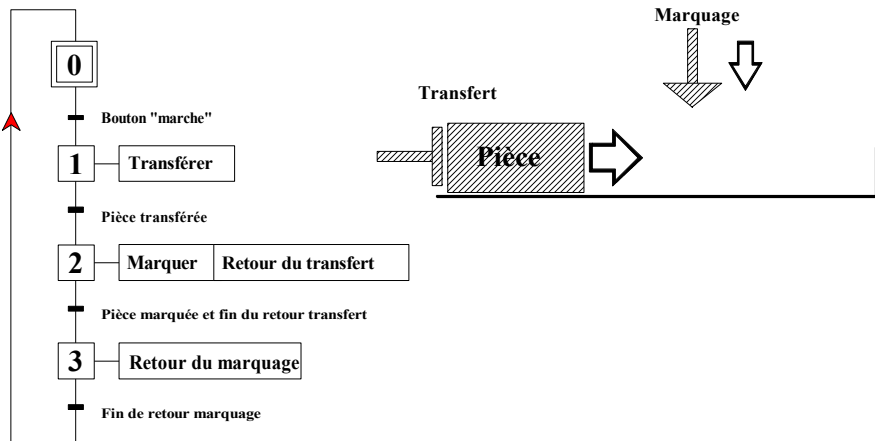 0
Bouton "marche"
1
Transférer
Pièce transférée
2
Marquer
Retour du transfert
Pièce marquée et fin du retour transfert
3
Retour du marquage
Fin de retour marquage
Marquage
Transfert
Pièce